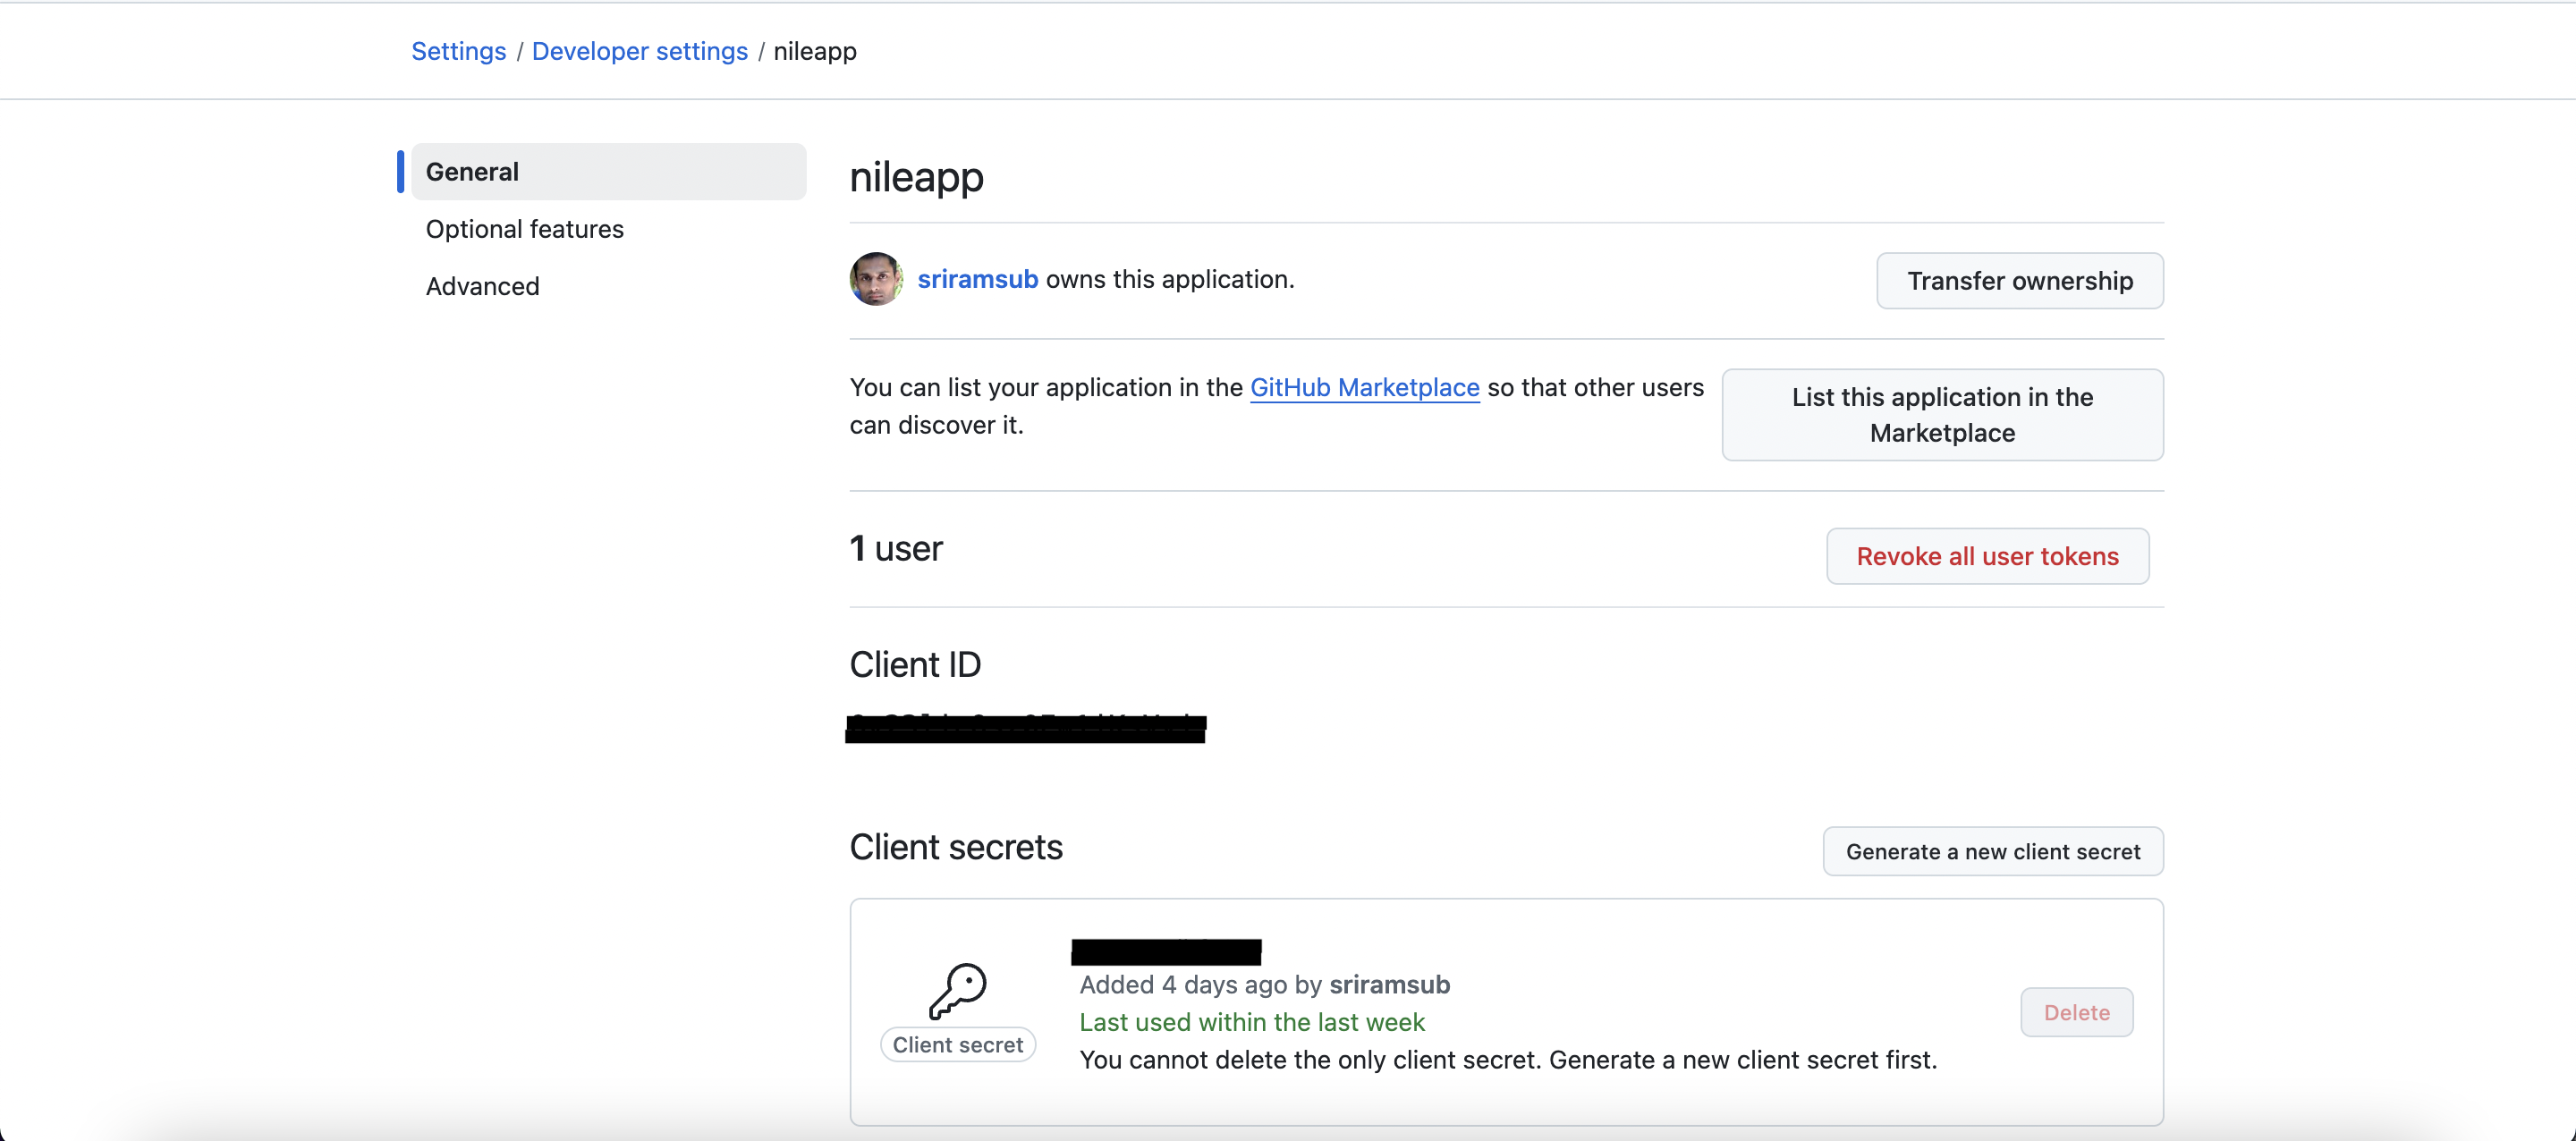 Settings / Developer settings / nileapp
General
Optional features
Advanced
nileapp
sriramsub owns this application.
Transfer ownership
You can list your application in the GitHub Marketplace so that other users
can discover it.
List this application in the
Marketplace
1 user
Revoke all user tokens
Client ID
Client secrets
Generate a new client secret
Client secret
Added 4 days ago by sriramsub
Last used within the last week
You cannot delete the only client secret. Generate a new client secret first.
Delete